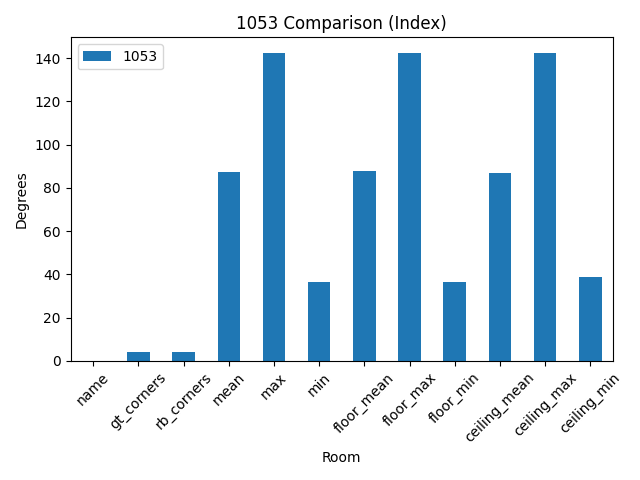 1053 Comparison (Index)
1053
Degrees
140
120
100
80
60
40
20
0
name
gt_corners
rb_corners
mean
max
min
floor_mean
floor_max
floor_min
ceiling_mean
ceiling_max
ceiling_min
Room